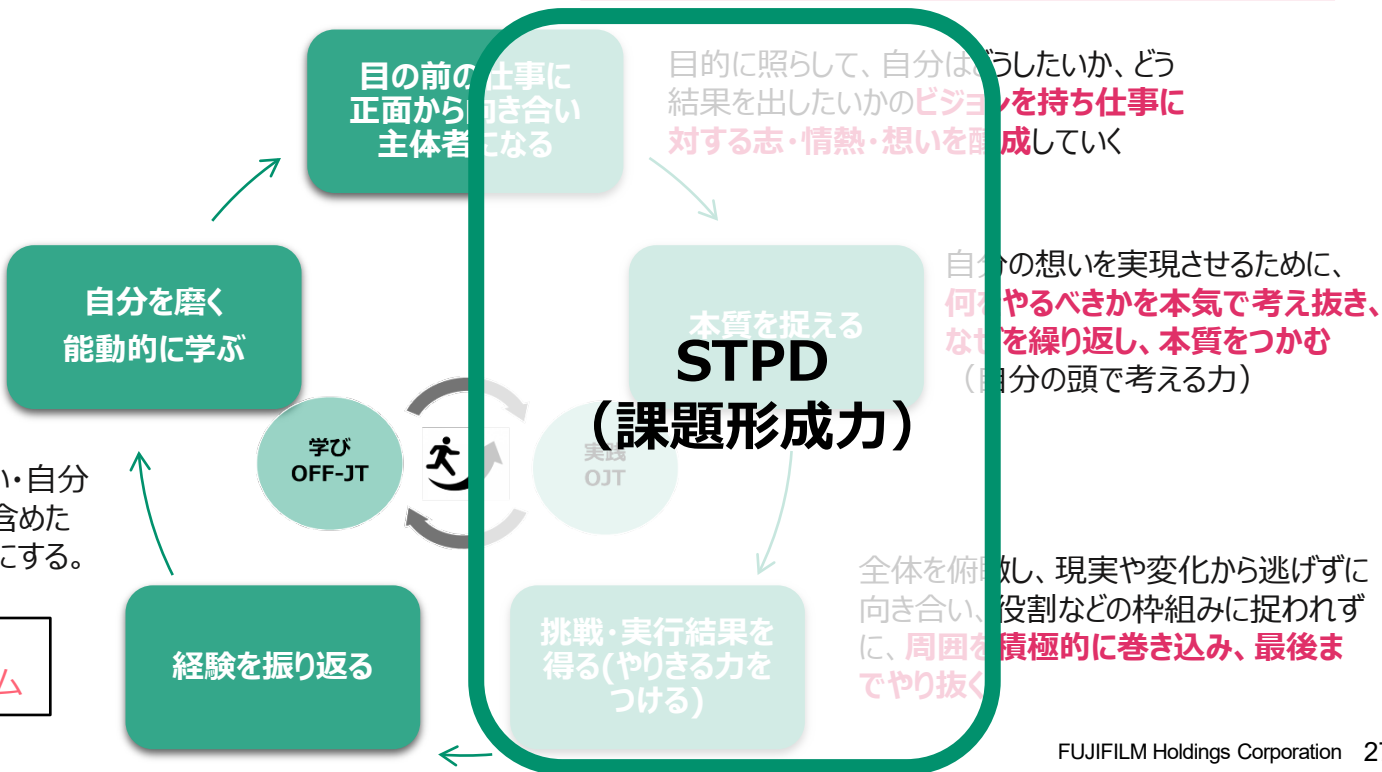 目の前の仕事に
正面から向き合い
主体者になる
目的に照らして、自分はどうしたいか、どう
結果を出したいかのビジョンを持ち仕事に
対する志・情熱・想いを醸成していく
自分を磨く
能動的に学ぶ
本質を捉える
自分の想いを実現させるために、
何をやるべきかを本気で考え抜き、
なぜを繰り返し、本質をつかむ
（自分の頭で考える力）
STPD
（課題形成力）
学び
OFF-JT
実践
OJT
い・自分
含めた
にする。
全体を俯瞰し、現実や変化から逃げずに
向き合い、役割などの枠組みに捉われず
に、周囲を積極的に巻き込み、最後ま
でやり抜く
挑戦・実行結果を
得る(やりきる力を
つける)
経験を振り返る
ム
FUJIFILM Holdings Corporation 27